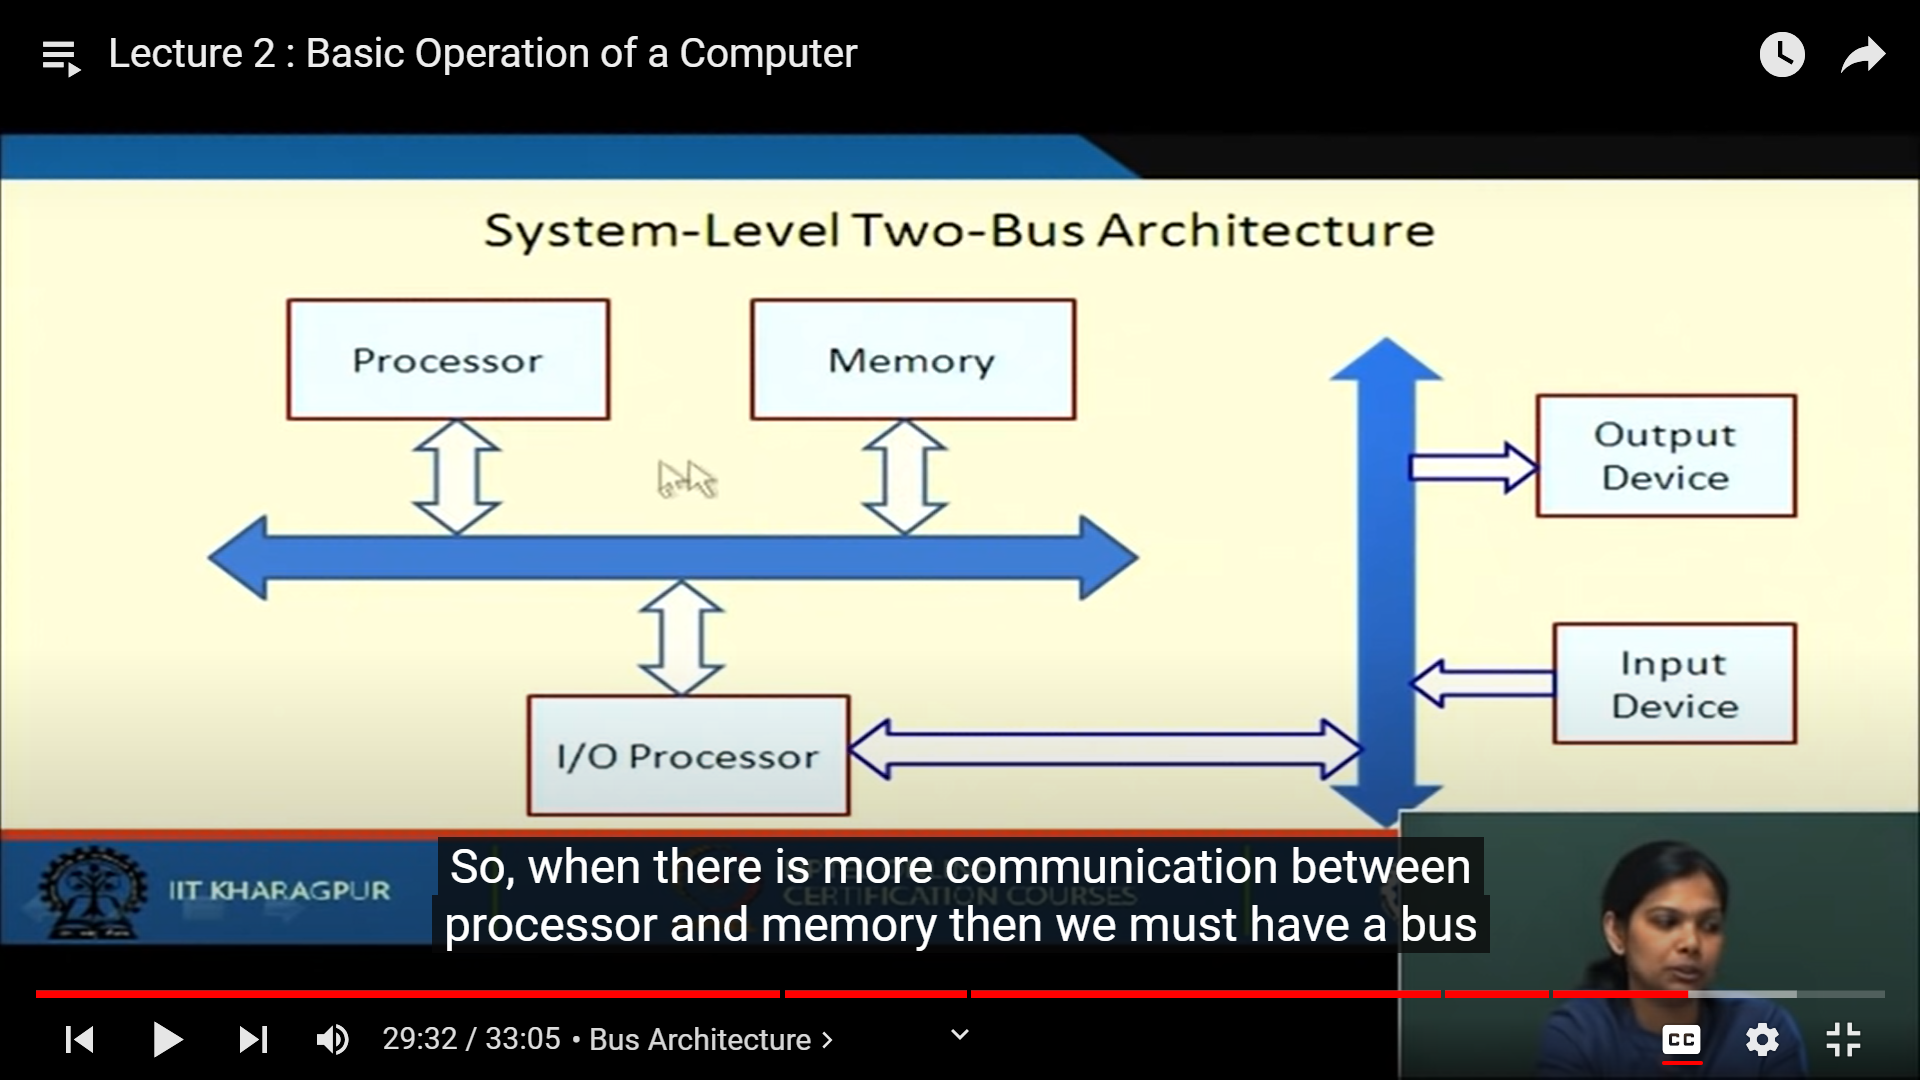 Lecture 2 : Basic Operation of a Computer
System-Level Two-Bus Architecture
Processor
Memory
Output
Device
Input
Device
I/O Processor
IIT KHARAGPUR
CERTIFICATION COURSES
So, when there is more communication between
processor and memory then we must have a bus
29:32 / 33:05 • Bus Architecture >
CC